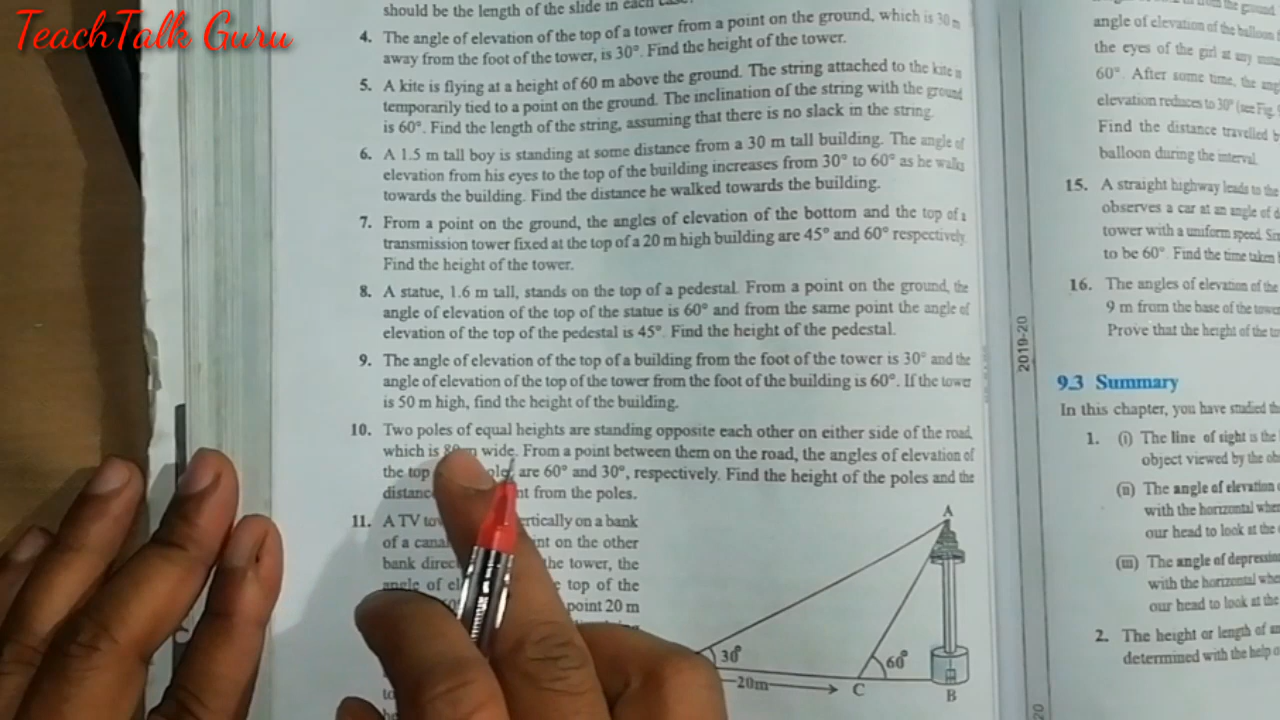 TeachTalk Guru
should be the length of the slide in each case?
4. The angle of elevation of the top of a tower from a point on the ground, which is 30 m
away from the foot of the tower, is 30°. Find the height of the tower.
5. A kite is flying at a height of 60 m above the ground. The string attached to the kite is
temporarily tied to a point on the ground. The inclination of the string with the ground
is 60°. Find the length of the string, assuming that there is no slack in the string.
6. A 1.5 m tall boy is standing at some distance from a 30 m tall building. The angle of
elevation from his eyes to the top of the building increases from 30° to 60° as he walks
towards the building. Find the distance he walked towards the building.
7. From a point on the ground, the angles of elevation of the bottom and the top of a
transmission tower fixed at the top of a 20 m high building are 45° and 60° respectively.
Find the height of the tower.
8. A statue, 1.6 m tall, stands on the top of a pedestal. From a point on the ground, the
angle of elevation of the top of the statue is 60° and from the same point the angle of
elevation of the top of the pedestal is 45°. Find the height of the pedestal.
9. The angle of elevation of the top of a building from the foot of the tower is 30° and the
angle of elevation of the top of the tower from the foot of the building is 60°. If the tower
is 50 m high, find the height of the building.
10. Two poles of equal heights are standing opposite each other on either side of the road,
which is 80 m wide. From a point between them on the road, the angles of elevation of
the top are 60° and 30°, respectively. Find the height of the poles and the
from the poles.
11. A TV vertically on a bank
of a canal on the other
bank the tower, the
angle of top of the
point 20 m
A
30°
60°
20m
C
B
the ground
angle of elevation of the balloon
the eyes of the girl at any
60°. After some time, the
elevation reduces to 30° (see Fig.
Find the distance travelled
balloon during the interval.
15. A straight highway leads to the
observes a car at an angle of
tower with a uniform speed.
to be 60°. Find the time taken
16. The angles of elevation of the
9 m from the base of the tower
Prove that the height of the
2019-20
9.3 Summary
In this chapter, you have studied
1. (i) The line of sight is the
object viewed by the
(ii) The angle of elevation
with the horizontal when
our head to look at the
(iii) The angle of depression
with the horizontal when
our head to look at the
2. The height or length of
determined with the help
20